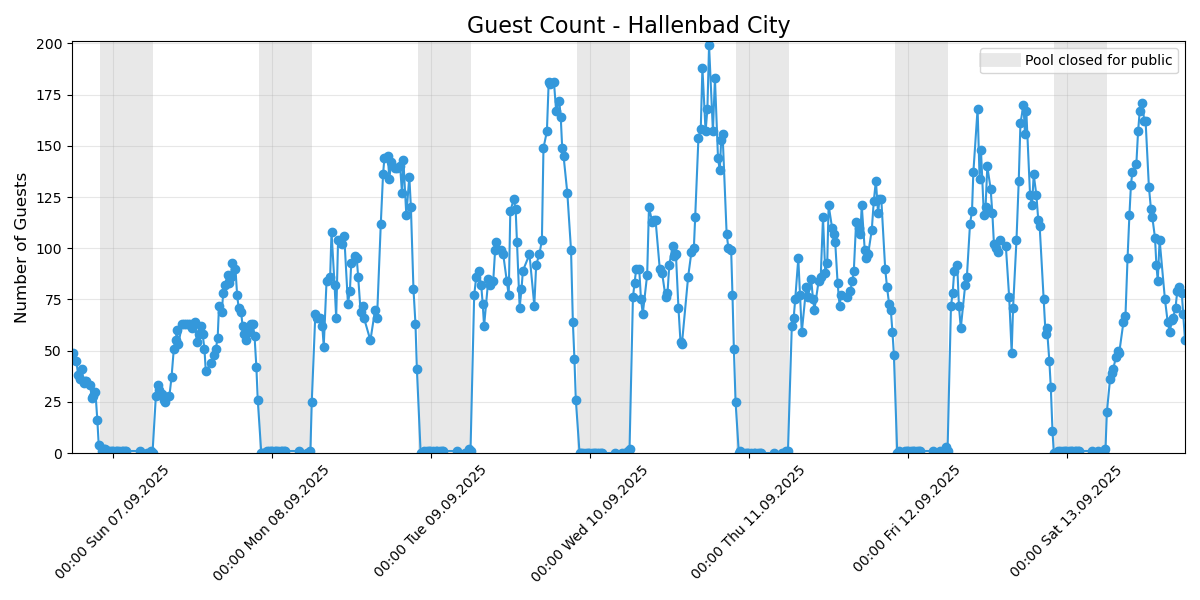 Guest Count - Hallenbad City
Pool closed for public
Number of Guests
200
175
150
125
100
75
50
25
0
00:00 Sun 07.09.2025
00:00 Mon 08.09.2025
00:00 Tue 09.09.2025
00:00 Wed 10.09.2025
00:00 Thu 11.09.2025
00:00 Fri 12.09.2025
00:00 Sat 13.09.2025